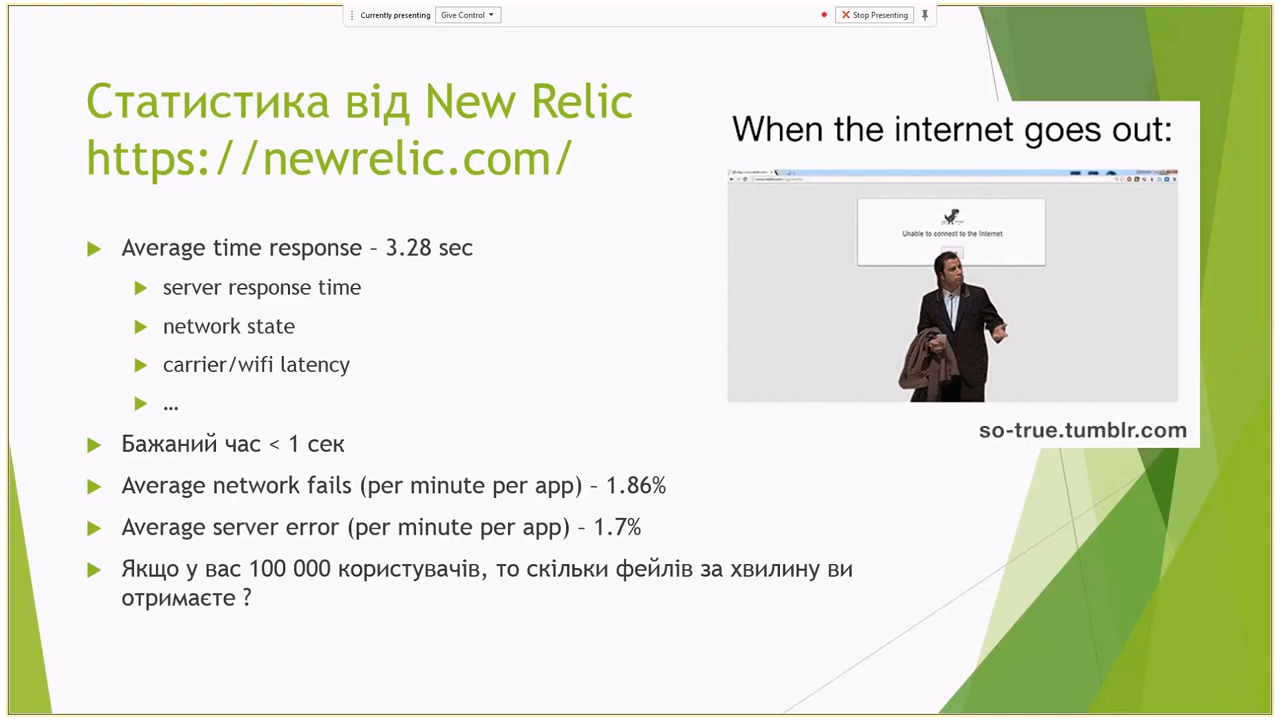 Currently presenting
Give Control
Stop Presenting
Статистика від New Relic
https://newrelic.com/
Average time response – 3.28 sec
server response time
network state
carrier/wifi latency
…
Бажаний час < 1 сек
Average network fails (per minute per app) – 1.86%
Average server error (per minute per app) – 1.7%
Якщо у вас 100 000 користувачів, то скільки фейлів за хвилину ви
отримаєте ?
When the internet goes out:
Unable to connect to the Internet
so-true.tumblr.com